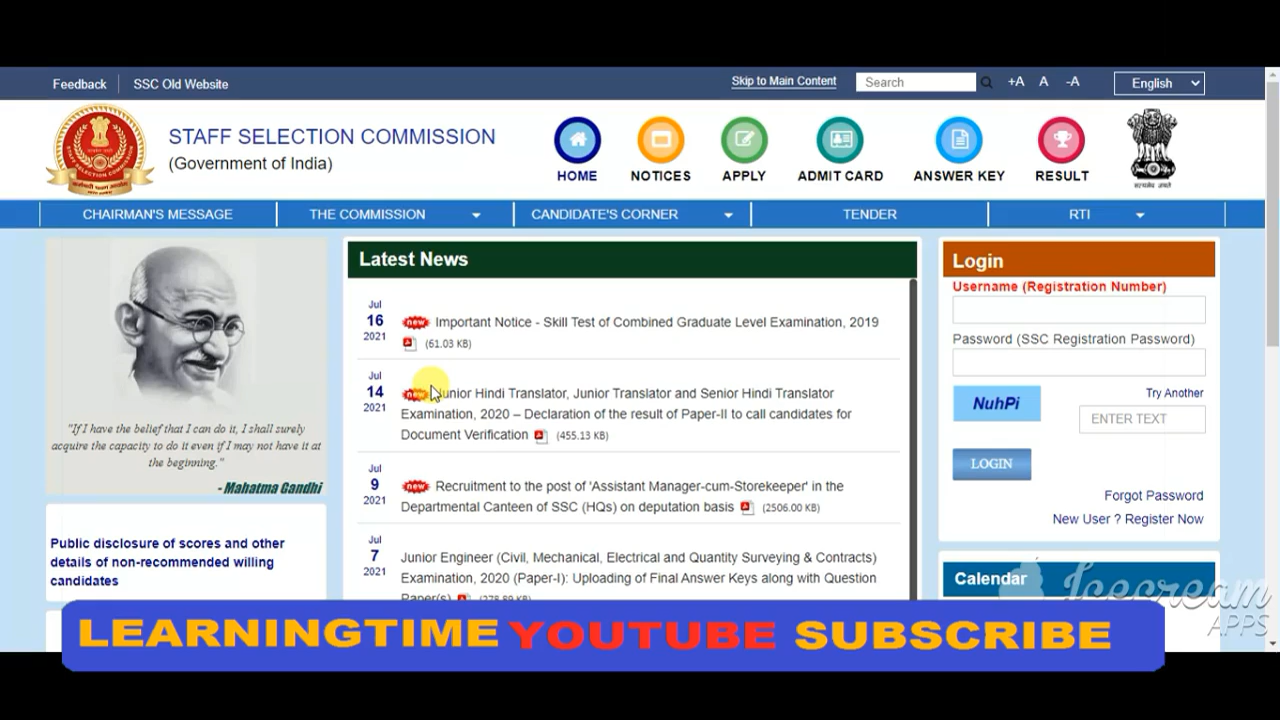 Feedback
SSC Old Website
Skip to Main Content
Search
+A
A
-A
English
STAFF SELECTION COMMISSION
(Government of India)
HOME
NOTICES
APPLY
ADMIT CARD
ANSWER KEY
RESULT
CHAIRMAN'S MESSAGE
THE COMMISSION
CANDIDATE'S CORNER
TENDER
RTI
"If I have the belief that I can do it, I shall surely
acquire the capacity to do it even if I may not have it at
the beginning."
- Mahatma Gandhi
Public disclosure of scores and other
details of non-recommended willing
candidates
Latest News
Jul
16
2021
new Important Notice - Skill Test of Combined Graduate Level Examination, 2019
(61.03 KB)
Jul
14
2021
new Junior Hindi Translator, Junior Translator and Senior Hindi Translator
Examination, 2020 – Declaration of the result of Paper-II to call candidates for
Document Verification (455.13 KB)
Jul
9
2021
new Recruitment to the post of 'Assistant Manager-cum-Storekeeper' in the
Departmental Canteen of SSC (HQs) on deputation basis (2506.00 KB)
Jul
7
2021
Junior Engineer (Civil, Mechanical, Electrical and Quantity Surveying & Contracts)
Examination, 2020 (Paper-I): Uploading of Final Answer Keys along with Question
Paper(s)
Login
Username (Registration Number)
Password (SSC Registration Password)
NuhPi
Try Another
ENTER TEXT
LOGIN
Forgot Password
New User ? Register Now
Calendar
Icecream
APPS
LEARNINGTIME YOUTUBE SUBSCRIBE